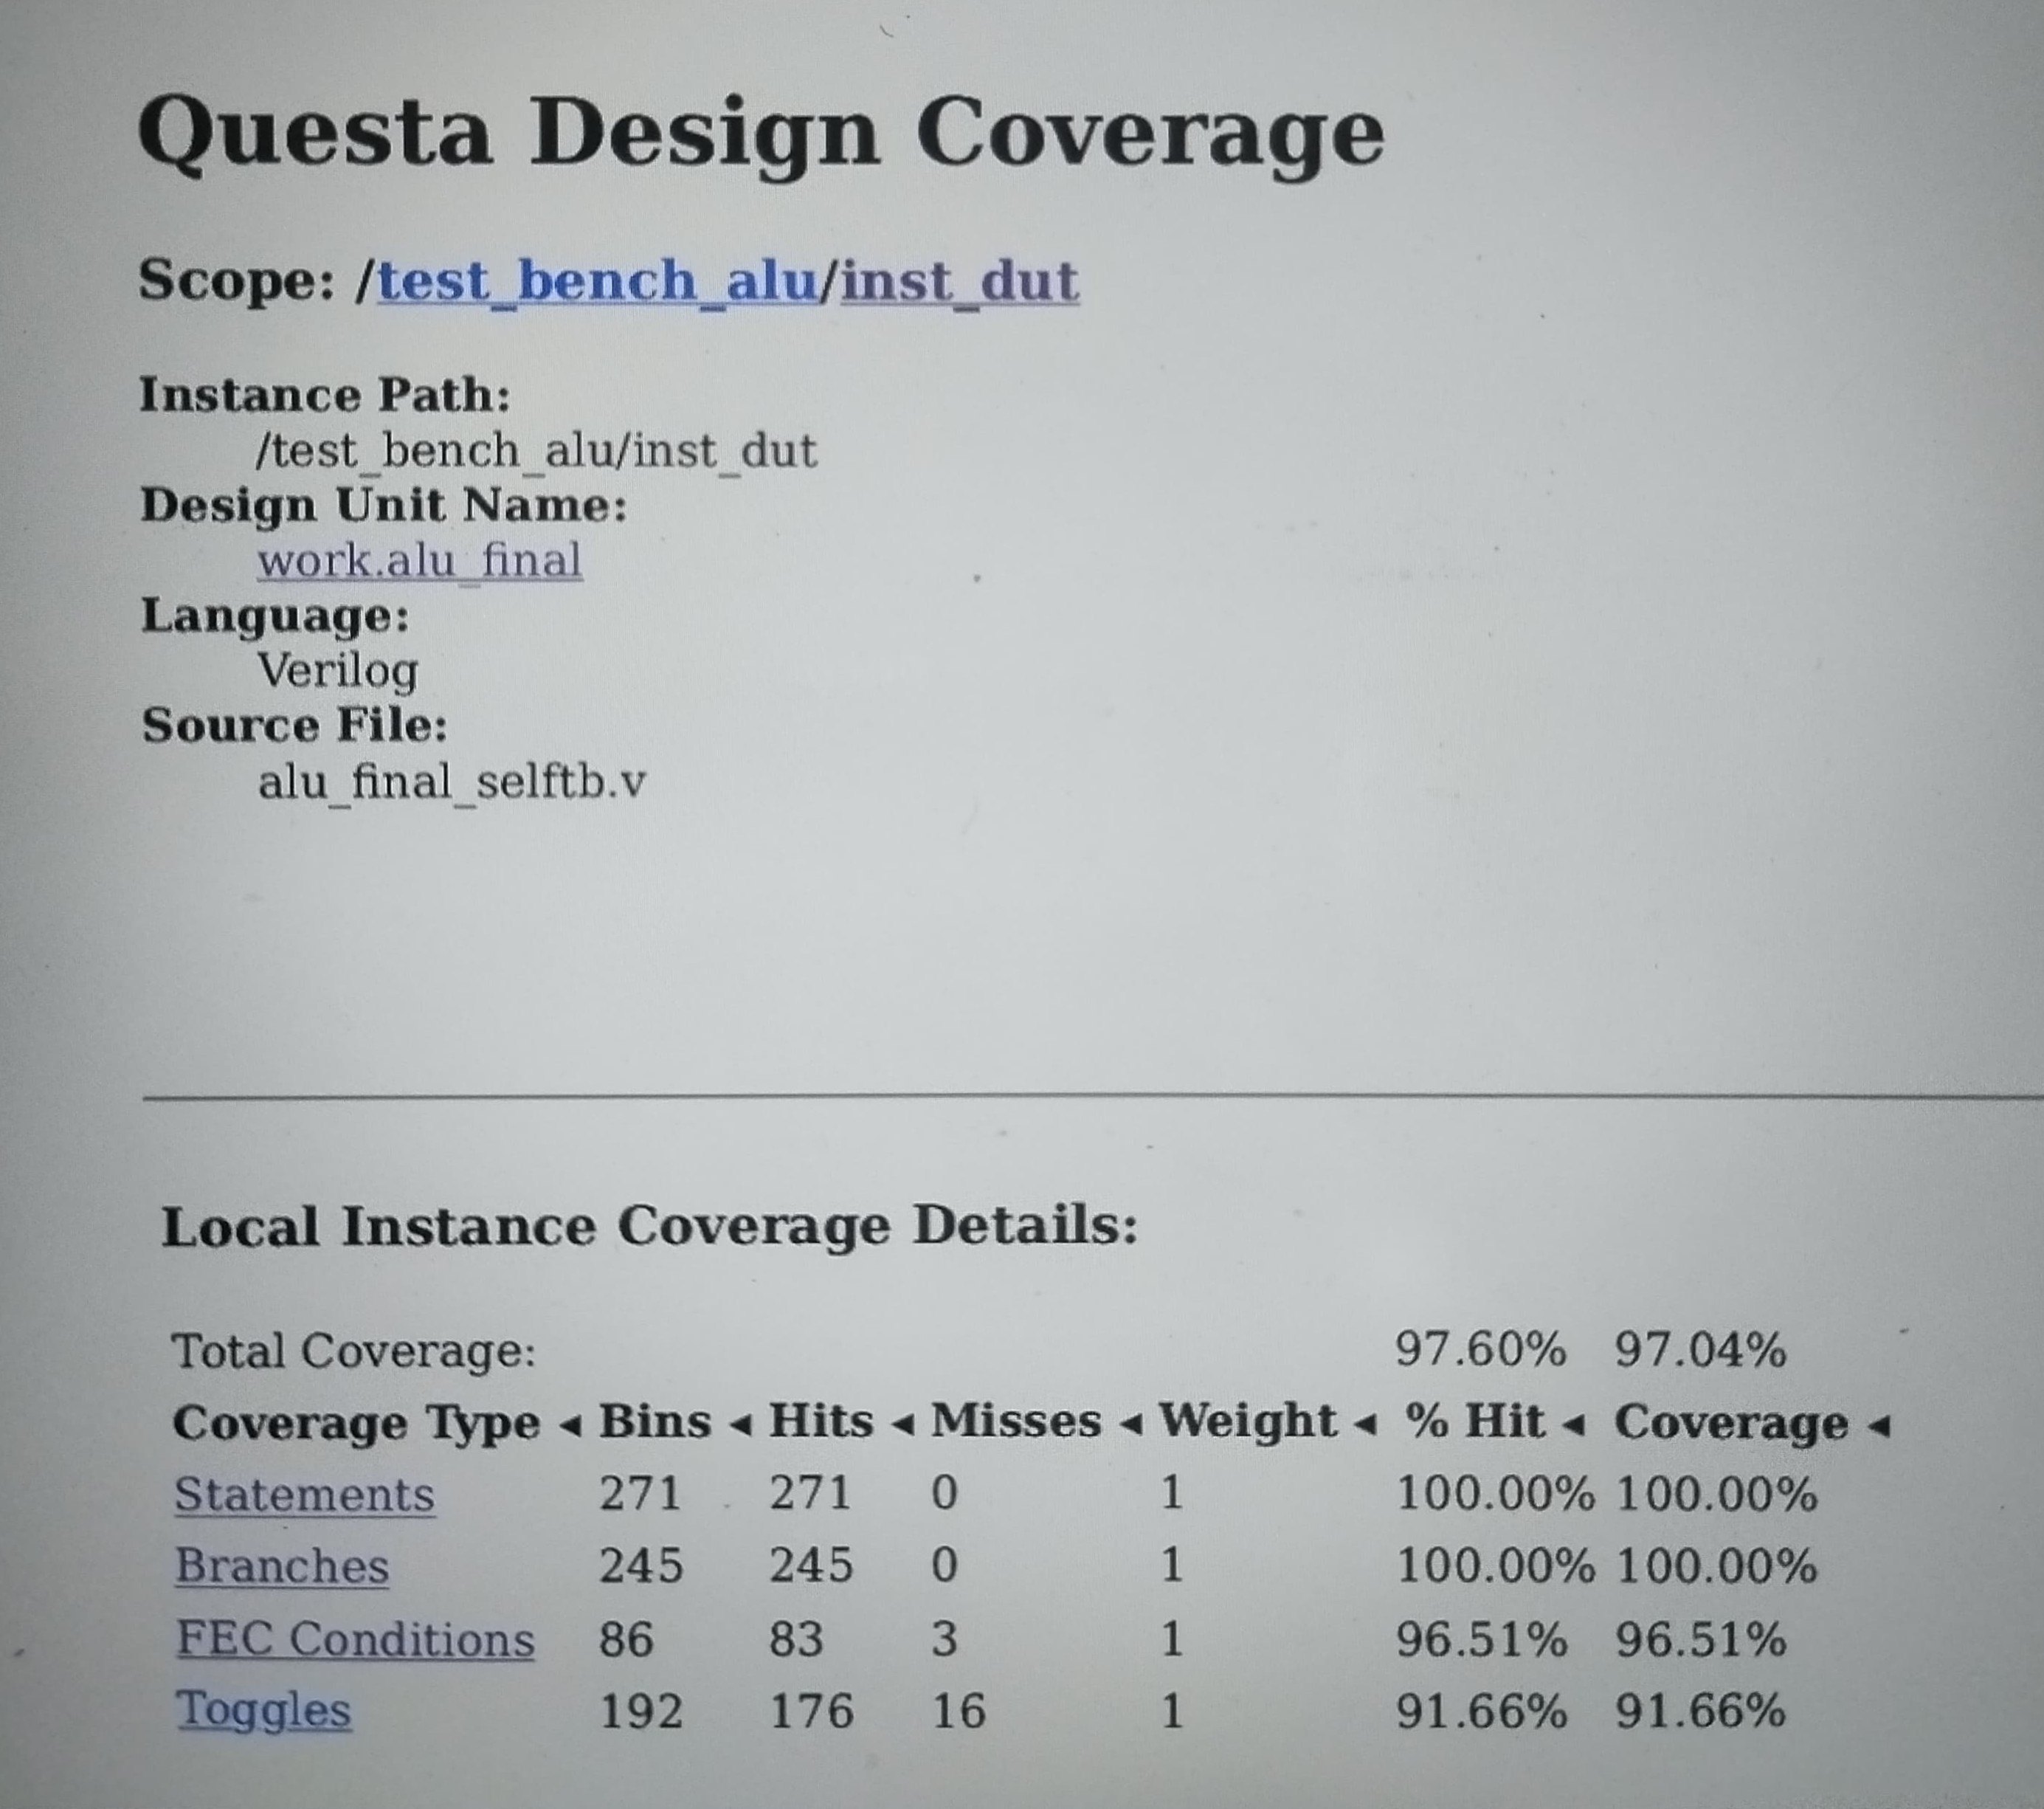 Questa Design Coverage
Scope: /test_bench_alu/inst_dut
Instance Path:
/test_bench_alu/inst_dut
Design Unit Name:
work.alu_final
Language:
Verilog
Source File:
alu_final_selftb.v
Local Instance Coverage Details:
Total Coverage: 97.60% 97.04%
Coverage Type ◄ Bins ◄ Hits ◄ Misses ◄ Weight ◄ % Hit ◄ Coverage ◄
Statements 271 271 0 1 100.00% 100.00%
Branches 245 245 0 1 100.00% 100.00%
FEC Conditions 86 83 3 1 96.51% 96.51%
Toggles 192 176 16 1 91.66% 91.66%